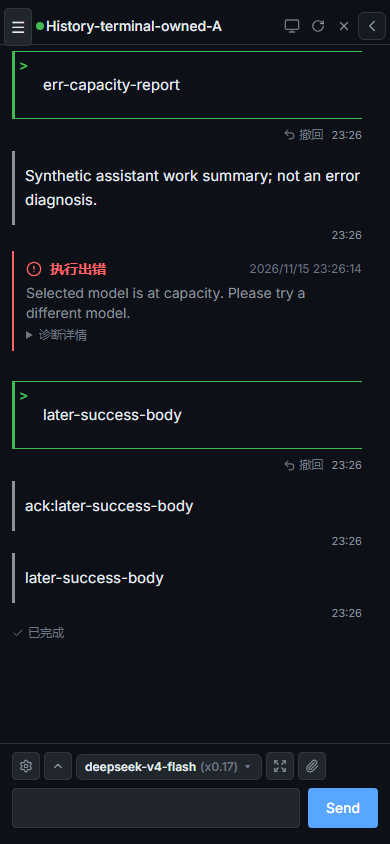 History-terminal-owned-A
>
err-capacity-report
撤回 23:26
Synthetic assistant work summary; not an error
diagnosis.
23:26
执行出错 2026/11/15 23:26:14
Selected model is at capacity. Please try a
different model.
诊断详情
>
later-success-body
撤回 23:26
ack:later-success-body
23:26
later-success-body
23:26
已完成
deepseek-v4-flash (x0.17)
Send